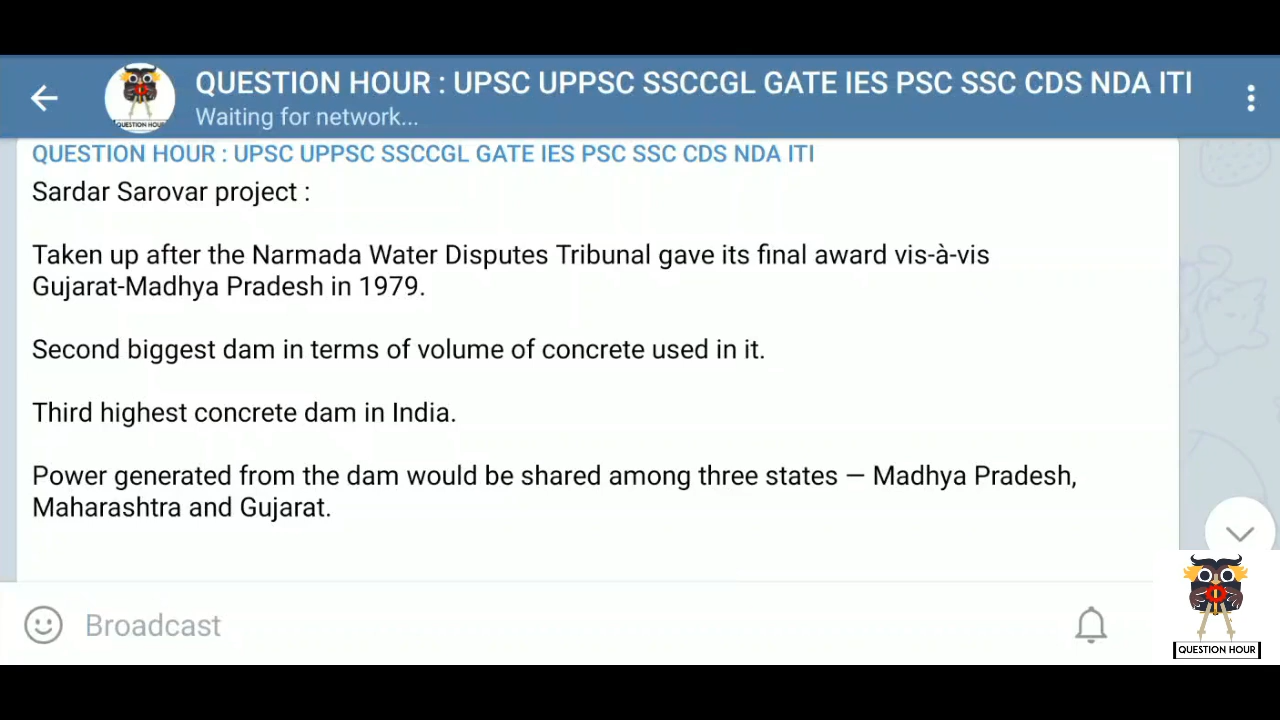 QUESTION HOUR : UPSC UPPSC SSCCGL GATE IES PSC SSC CDS NDA ITI
Waiting for network...
QUESTION HOUR
QUESTION HOUR : UPSC UPPSC SSCCGL GATE IES PSC SSC CDS NDA ITI
Sardar Sarovar project :
Taken up after the Narmada Water Disputes Tribunal gave its final award vis-à-vis
Gujarat-Madhya Pradesh in 1979.
Second biggest dam in terms of volume of concrete used in it.
Third highest concrete dam in India.
Power generated from the dam would be shared among three states — Madhya Pradesh,
Maharashtra and Gujarat.
Broadcast
QUESTION HOUR